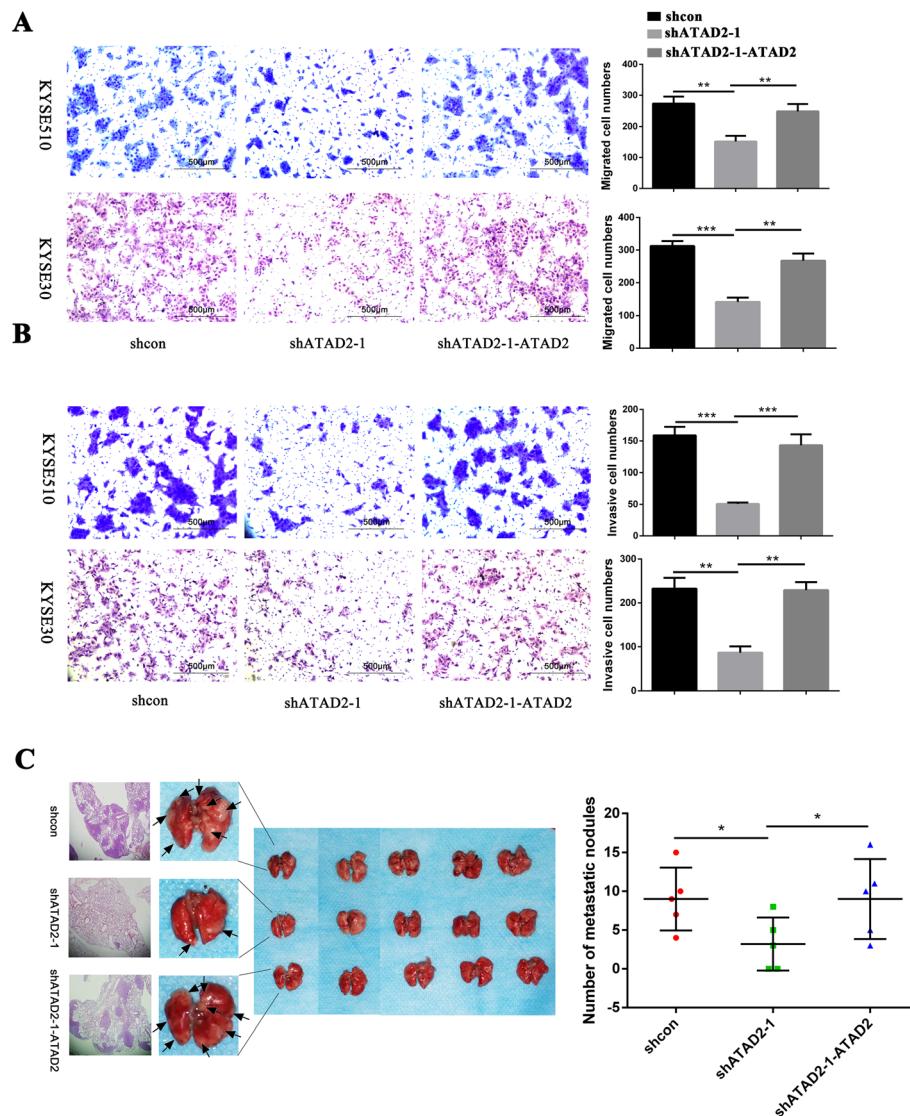 A
KYSE510
500μm
500μm
500μm
KYSE30
500μm
500μm
500μm
shcon
shATAD2-1
shATAD2-1-ATAD2
shcon
shATAD2-1
shATAD2-1-ATAD2
Migrated cell numbers
400
300
200
100
0
**
**
Migrated cell numbers
400
300
200
100
0
***
**
B
KYSE510
500μm
500μm
500μm
KYSE30
500μm
500μm
500μm
shcon
shATAD2-1
shATAD2-1-ATAD2
Invasive cell numbers
200
150
100
50
0
***
***
Invasive cell numbers
300
200
100
0
**
**
C
shcon
shATAD2-1
shATAD2-1-ATAD2
Number of metastatic nodules
20
15
10
5
0
-5
*
*
shcon
shATAD2-1
shATAD2-1-ATAD2